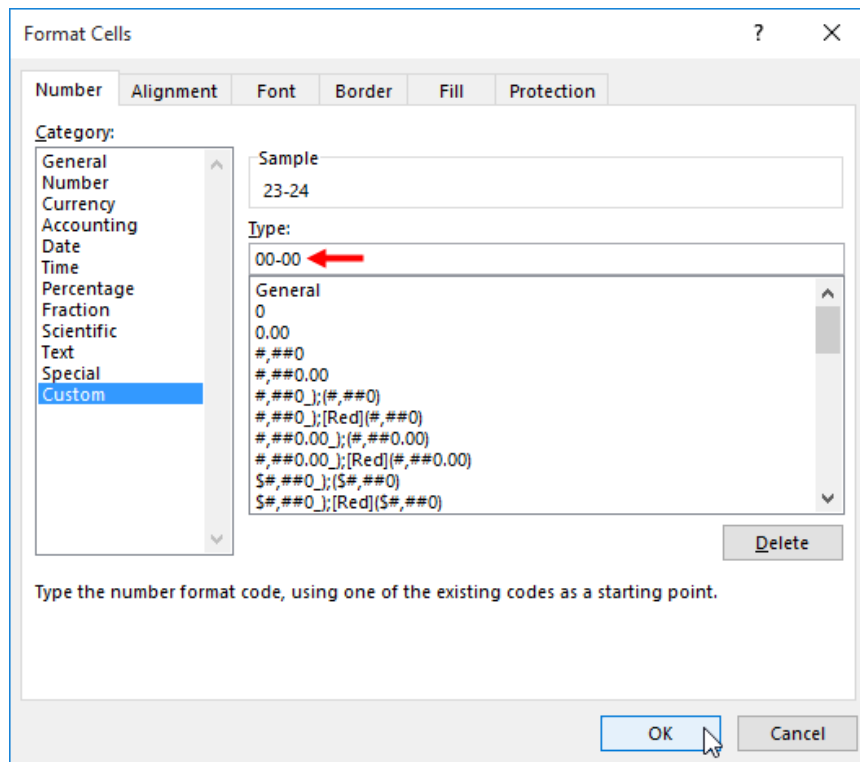 Format Cells
?
Number Alignment Font Border Fill Protection
Category:
General
Number
Currency
Accounting
Date
Time
Percentage
Fraction
Scientific
Text
Special
Custom
Sample
23-24
Type:
00-00
General
0
0.00
#,##0
#,##0.00
#,##0_);(#,##0)
#,##0_);[Red](#,##0)
#,##0.00_);(#,##0.00)
#,##0.00_);[Red](#,##0.00)
$#,##0_);($#,##0)
$#,##0_);[Red]($#,##0)
Delete
Type the number format code, using one of the existing codes as a starting point.
OK Cancel